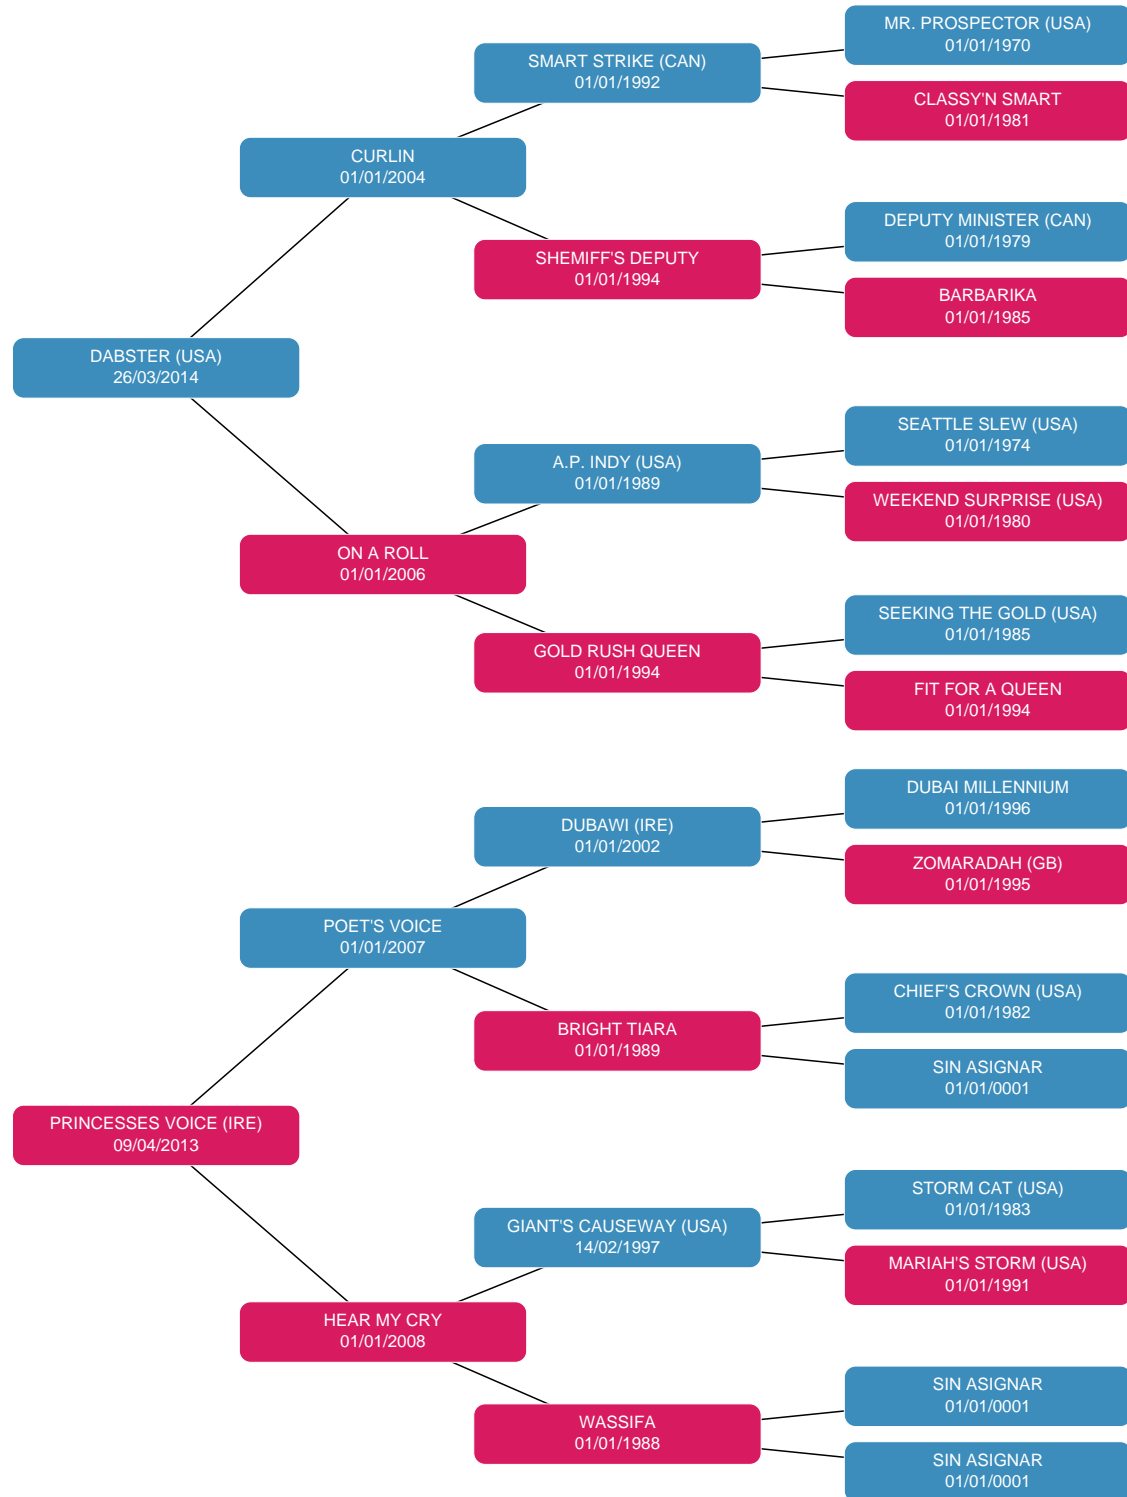 MR. PROSPECTOR (USA)
01/01/1970
SMART STRIKE (CAN)
01/01/1992
CLASSY'N SMART
01/01/1981
CURLIN
01/01/2004
DEPUTY MINISTER (CAN)
01/01/1979
SHEMIFF'S DEPUTY
01/01/1994
BARBARIKA
01/01/1985
DABSTER (USA)
26/03/2014
SEATTLE SLEW (USA)
01/01/1974
A.P. INDY (USA)
01/01/1989
WEEKEND SURPRISE (USA)
01/01/1980
ON A ROLL
01/01/2006
SEEKING THE GOLD (USA)
01/01/1985
GOLD RUSH QUEEN
01/01/1994
FIT FOR A QUEEN
01/01/1994
DUBAI MILLENNIUM
01/01/1996
DUBAWI (IRE)
01/01/2002
ZOMARADAH (GB)
01/01/1995
POET'S VOICE
01/01/2007
CHIEF'S CROWN (USA)
01/01/1982
BRIGHT TIARA
01/01/1989
SIN ASIGNAR
01/01/0001
PRINCESSES VOICE (IRE)
09/04/2013
STORM CAT (USA)
01/01/1983
GIANT'S CAUSEWAY (USA)
14/02/1997
MARIAH'S STORM (USA)
01/01/1991
HEAR MY CRY
01/01/2008
SIN ASIGNAR
01/01/0001
WASSIFA
01/01/1988
SIN ASIGNAR
01/01/0001